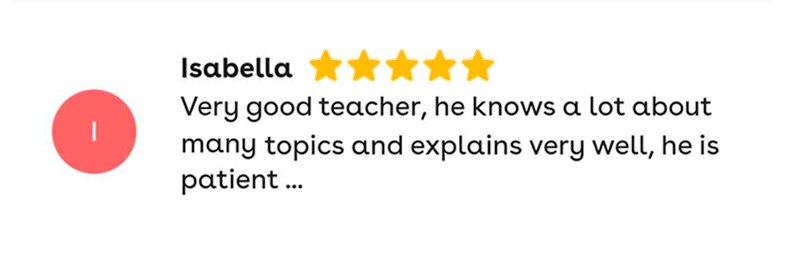 Isabella
Very good teacher, he knows a lot about
many topics and explains very well, he is
patient ...
I